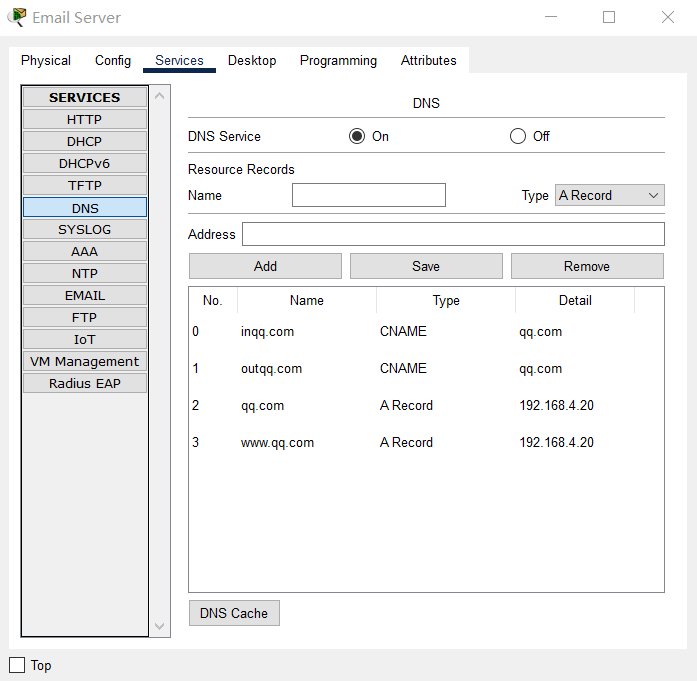 Email Server
Physical Config Services Desktop Programming Attributes
SERVICES
HTTP
DHCP
DHCPv6
TFTP
DNS
SYSLOG
AAA
NTP
EMAIL
FTP
IoT
VM Management
Radius EAP
DNS
DNS Service On Off
Resource Records
Name Type A Record
Address
Add Save Remove
No. Name Type Detail
0 inqq.com CNAME qq.com
1 outqq.com CNAME qq.com
2 qq.com A Record 192.168.4.20
3 www.qq.com A Record 192.168.4.20
DNS Cache
Top